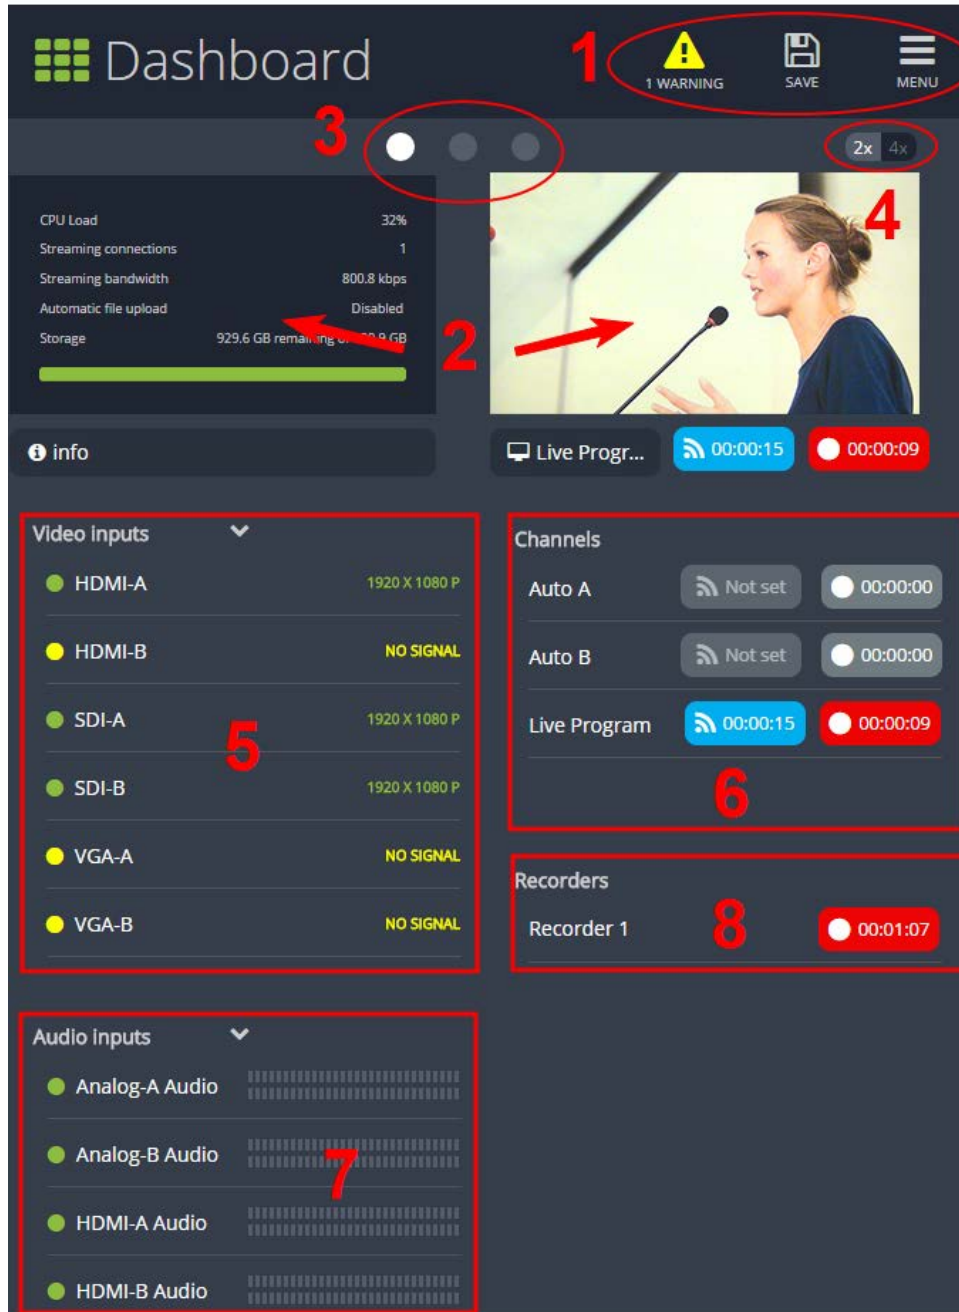 Dashboard
1
1 WARNING
SAVE
MENU
3
2x 4x
4
CPU Load 32%
Streaming connections 1
Streaming bandwidth 800.8 kbps
Automatic file upload Disabled
Storage 929.6 GB remaining GB
2
info
Live Progr... 00:00:15 00:00:09
Video inputs
HDMI-A 1920 X 1080 P
HDMI-B NO SIGNAL
SDI-A 1920 X 1080 P
5
SDI-B 1920 X 1080 P
VGA-A NO SIGNAL
VGA-B NO SIGNAL
Channels
Auto A Not set 00:00:00
Auto B Not set 00:00:00
Live Program 00:00:15 00:00:09
6
Recorders
Recorder 1 8 00:01:07
Audio inputs
Analog-A Audio
Analog-B Audio
7
HDMI-A Audio
HDMI-B Audio